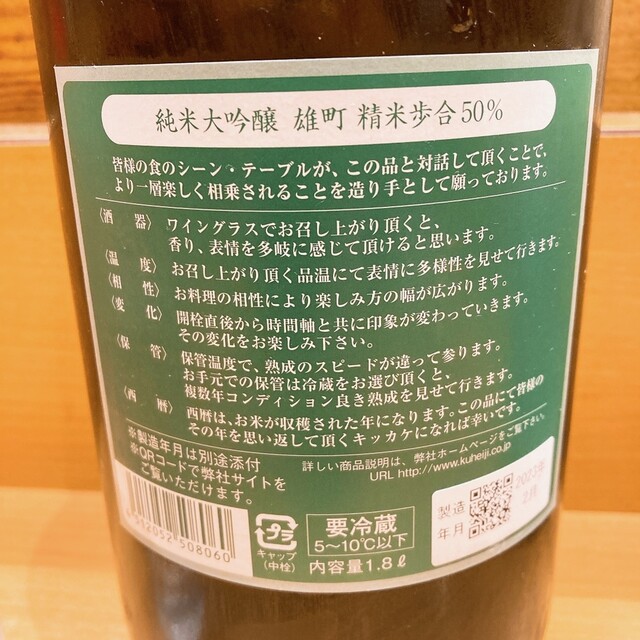 純米大吟醸 雄町 精米歩合50%
皆様の食のシーン・テーブルが、この品と対話して頂くことで、
より一層楽しく相乗されることを造り手として願っております。
〈酒 器〉 ワイングラスでお召し上がり頂くと、
香り、表情を多岐に感じて頂けると思います。
〈温 度〉 お召し上がり頂く品温にて表情に多様性を見せて行きます。
〈相 性〉 お料理の相性により楽しみ方の幅が広がります。
〈変 化〉 開栓直後から時間軸と共に印象が変わっていきます。
その変化をお楽しみ下さい。
〈保 管〉 保管温度で、熟成のスピードが違って参ります。
お手元での保管は冷蔵をお選び頂くと、
複数年コンディション良き熟成を見せて行きます。
〈西 暦〉 西暦は、お米が収穫された年になります。この品にて皆様の
その年を思い返して頂くキッカケになれば幸いです。
※製造年月は別途添付
※QRコードで弊社サイトを
ご覧いただけます。
詳しい商品説明は、弊社ホームページをご覧下さい。
URL http://www.kuheiji.co.jp
製造
年月
2023年
2月
プラ
キャップ
(中栓)
要冷蔵
5〜10℃以下
内容量1.8ℓ
4582052508060